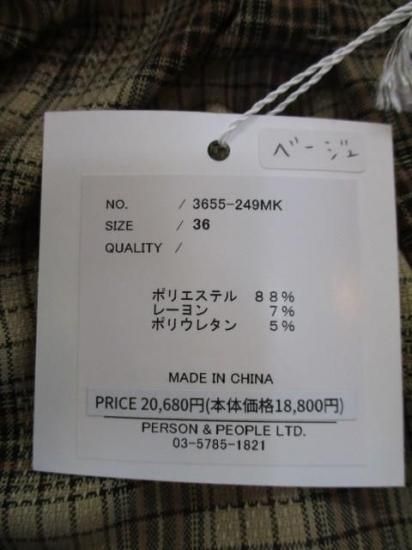 ベージュ
NO. / 3655-249MK
SIZE / 36
QUALITY /
ポリエステル 88%
レーヨン 7%
ポリウレタン 5%
MADE IN CHINA
PRICE 20,680円(本体価格18,800円)
PERSON & PEOPLE LTD.
03-5785-1821